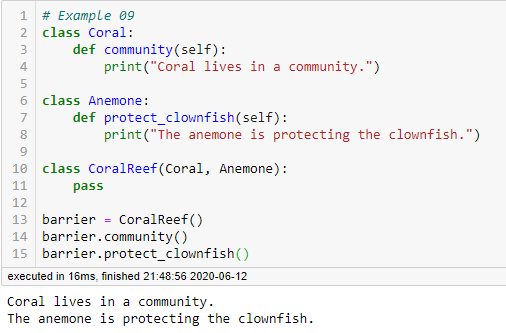 1 # Example 09
2 class Coral:
3     def community(self):
4         print("Coral lives in a community.")
5
6 class Anemone:
7     def protect_clownfish(self):
8         print("The anemone is protecting the clownfish.")
9
10 class CoralReef(Coral, Anemone):
11     pass
12
13 barrier = CoralReef()
14 barrier.community()
15 barrier.protect_clownfish()
executed in 16ms, finished 21:48:56 2020-06-12
Coral lives in a community.
The anemone is protecting the clownfish.